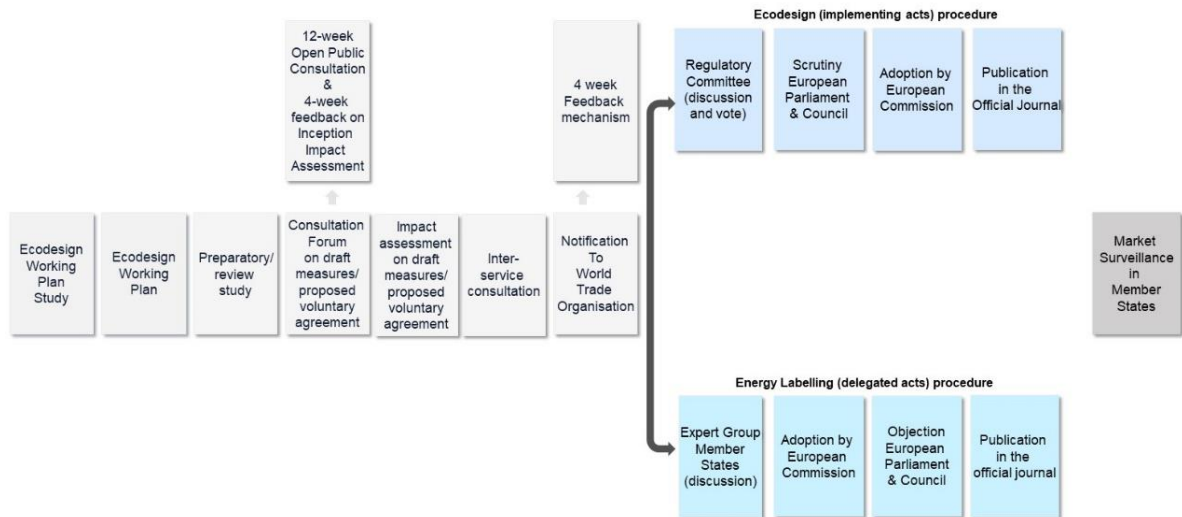 Ecodesign (implementing acts) procedure
12-week
Open Public
Consultation
&
4-week
feedback on
Inception
Impact
Assessment
4 week
Feedback
mechanism
Regulatory
Committee
(discussion
and vote)
Scrutiny
European
Parliament
& Council
Adoption by
European
Commission
Publication
in the
Official Journal
Ecodesign
Working
Plan
Study
Ecodesign
Working
Plan
Preparatory/
review
study
Consultation
Forum
on draft
measures/
proposed
voluntary
agreement
Impact
assessment
on draft
measures/
proposed
voluntary
agreement
Inter-
service
consultation
Notification
To
World
Trade
Organisation
Market
Surveillance
in
Member
States
Energy Labelling (delegated acts) procedure
Expert Group
Member
States
(discussion)
Adoption by
European
Commission
Objection
European
Parliament
& Council
Publication
in the
official journal